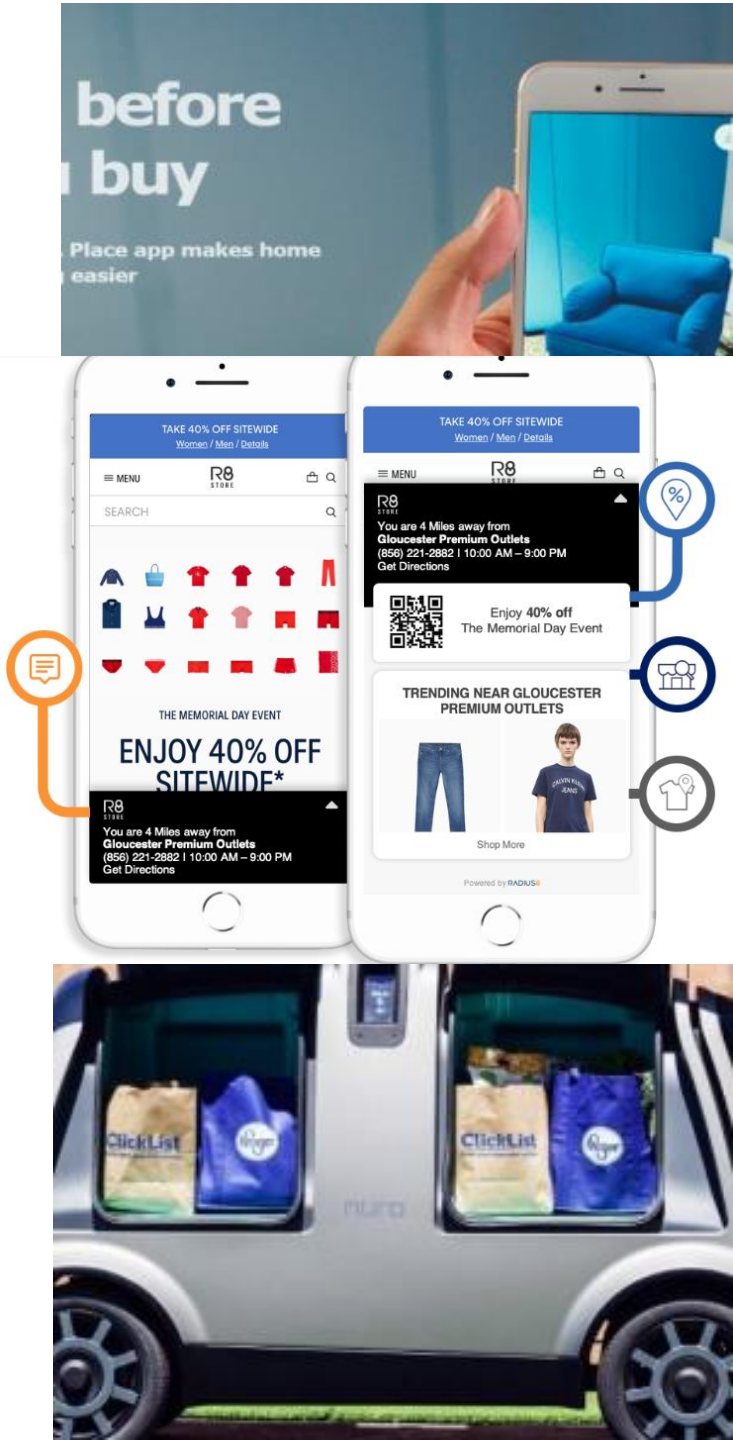 before
buy
Place app makes home
easier
TAKE 40% OFF SITEWIDE
Women / Men / Details
MENU
R8
STORE
SEARCH
THE MEMORIAL DAY EVENT
ENJOY 40% OFF
SITEWIDE*
R8
STORE
You are 4 Miles away from
Gloucester Premium Outlets
(856) 221-2882 | 10:00 AM – 9:00 PM
Get Directions
TAKE 40% OFF SITEWIDE
Women / Men / Details
MENU
R8
STORE
R8
STORE
You are 4 Miles away from
Gloucester Premium Outlets
(856) 221-2882 | 10:00 AM – 9:00 PM
Get Directions
%
Enjoy 40% off
The Memorial Day Event
TRENDING NEAR GLOUCESTER
PREMIUM OUTLETS
CALVIN KLEIN
JEANS
Shop More
Powered by RADIUS8
ClickList
Kroger
ClickList
Kroger
nuro